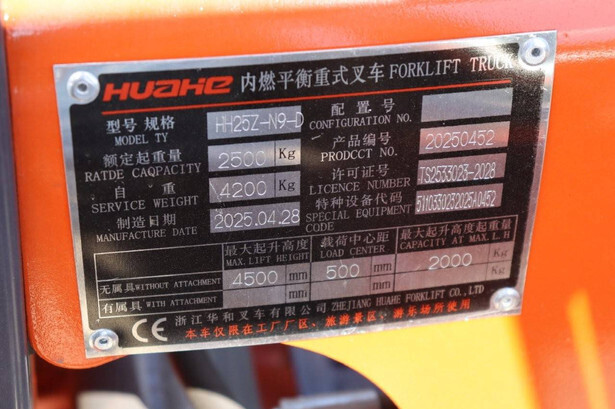 HUAHE 内燃平衡重式叉车 FORKLIFT TRUCK
型号规格 MODEL TY HH25Z-N9-D
配置号 CONFIGURATION NO.
额定起重量 RATDE CAOPACITY 2500 Kg
产品编号 PRODCCT NO. 20250452
自重 SERVICE WEIGHT 4200 Kg
许可证号 LICENCE NUMBER TS2533023-2028
制造日期 MANUFACTURE DATE 2025.04.28
特种设备代码 SPECIAL EQUIPMENT CODE 5110330232025A0452
最大起升高度 MAX. LIFT HEIGHT
载荷中心距 LOAD CENTER
最大起升高度起重量 CAPACITY AT MAX. L.H
无属具 WITHOUT ATTACHMENT 4500 mm 500 mm 2000 Kg
有属具 WITH ATTACHMENT mm mm Kg
CE 浙江华和叉车有限公司 ZHEJIANG HUAHE FORKLIFT CO., LTD
本车仅限在工厂厂区、旅游景区、游乐场所使用